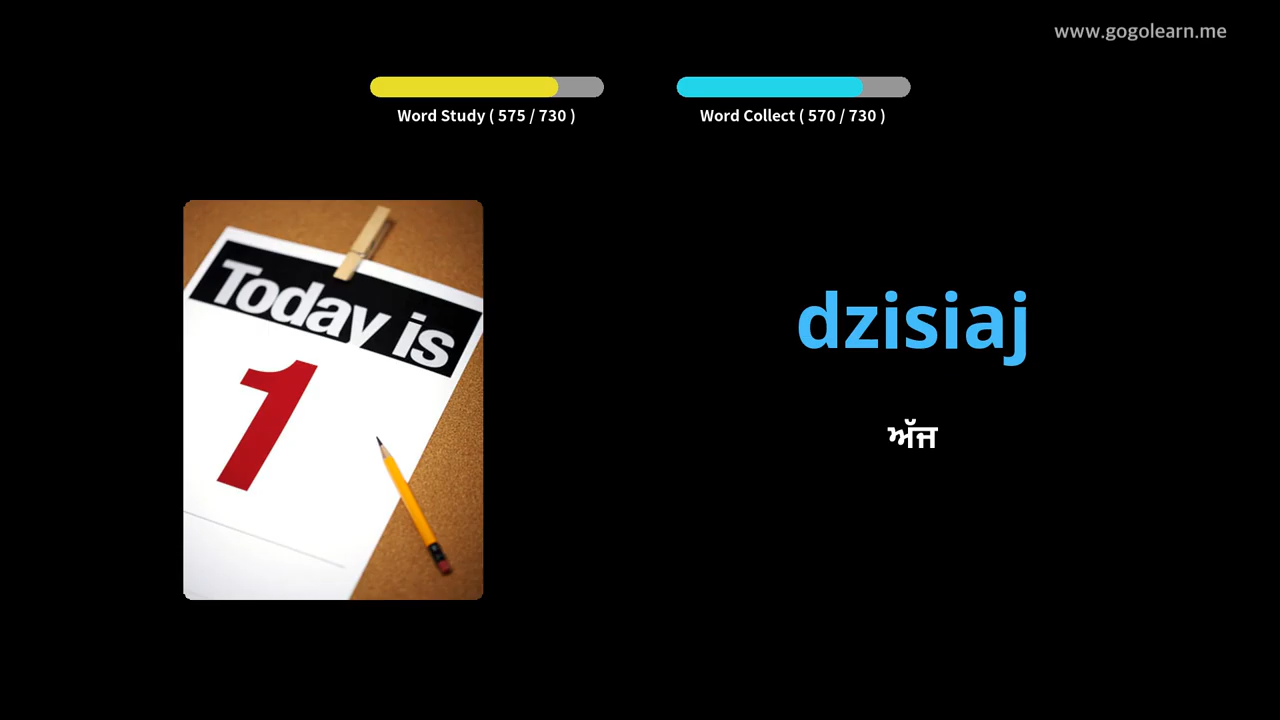 www.gogolearn.me
Word Study ( 575 / 730 )
Word Collect ( 570 / 730 )
Today is
1
dzisiaj
ਅੱਜ